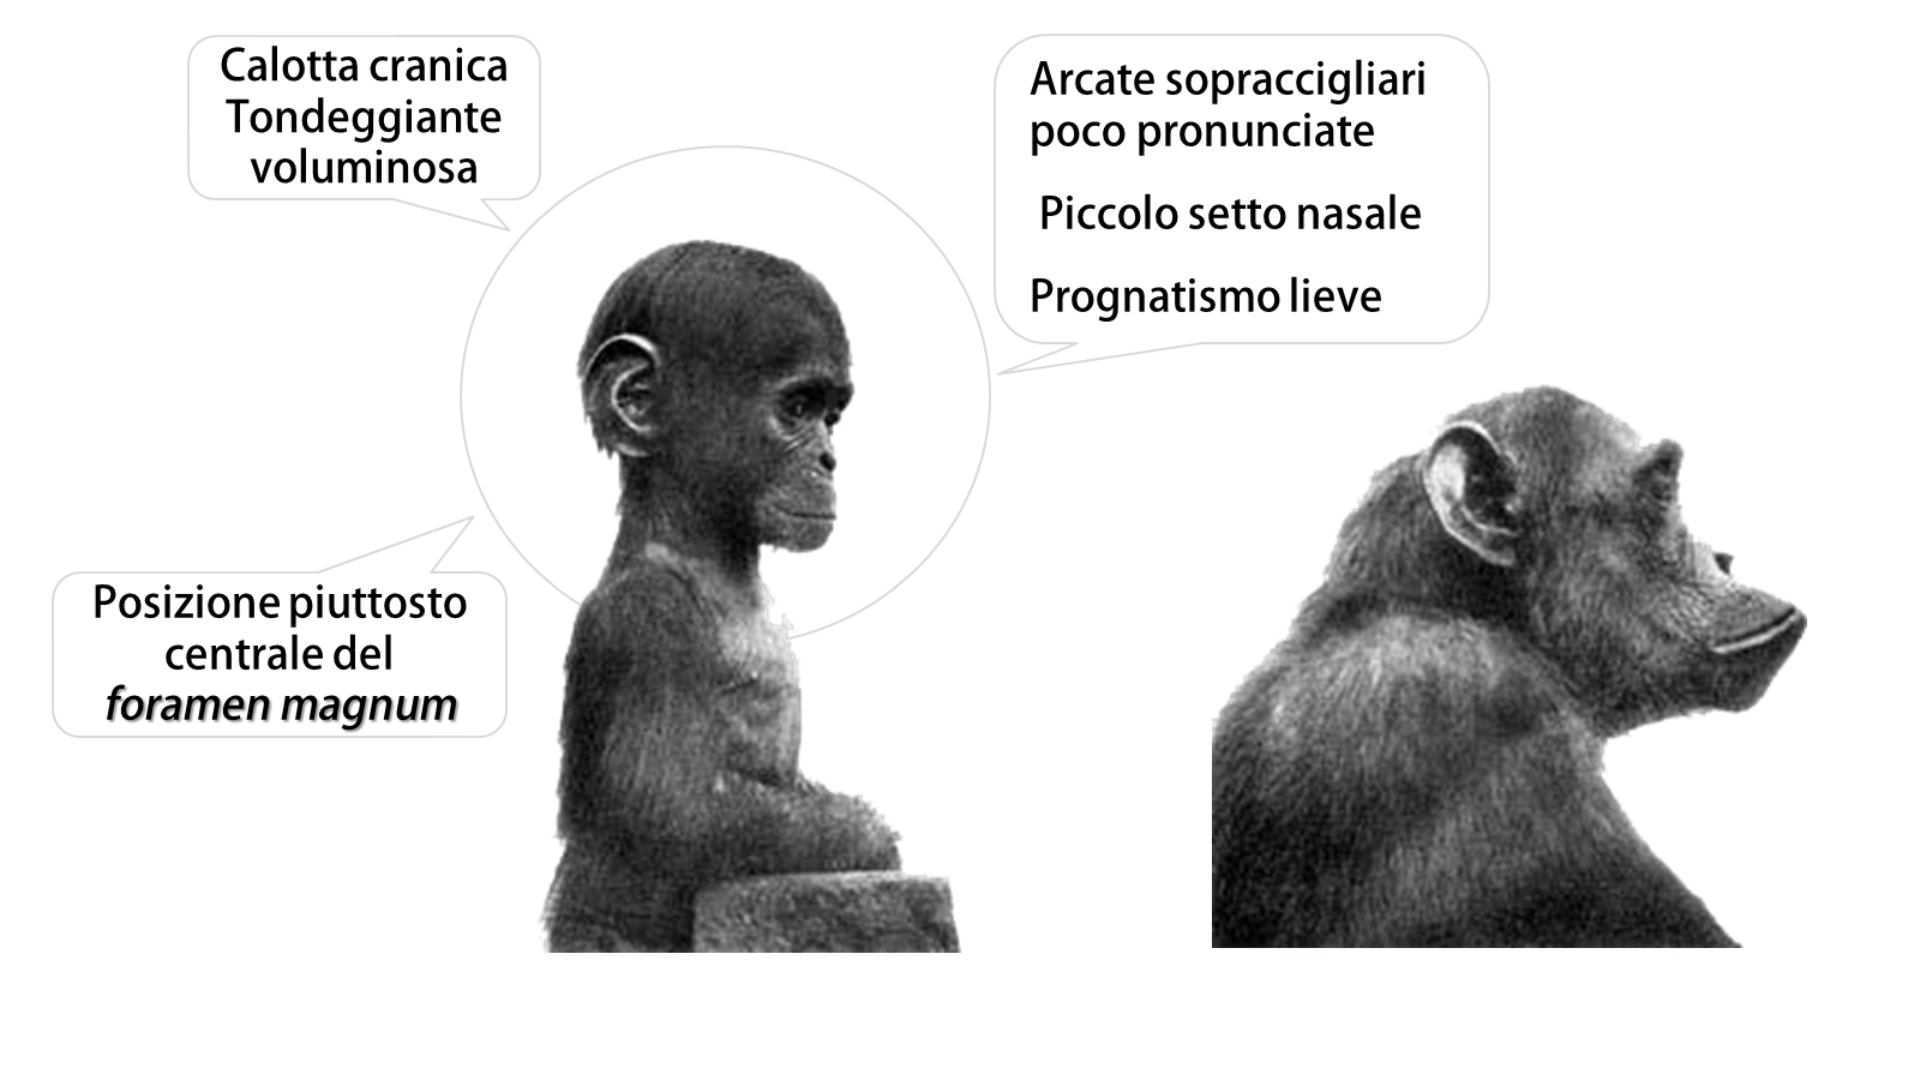 Calotta cranica
Tondeggiante
voluminosa
Arcate sopraccigliari
poco pronunciate
Piccolo setto nasale
Prognatismo lieve
Posizione piuttosto
centrale del
foramen magnum